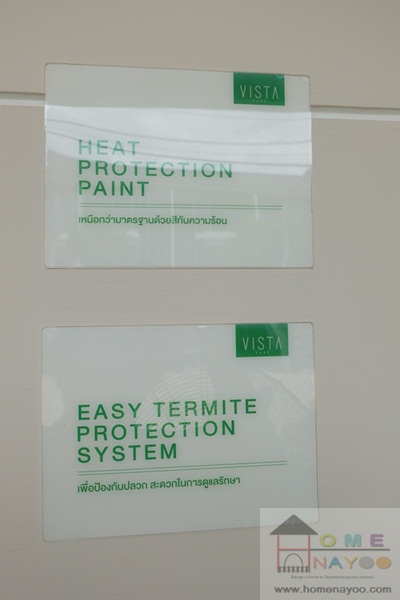 VISTA
HEAT
PROTECTION
PAINT
เหนือกว่ามาตรฐานด้วยสีกันความร้อน
VISTA
EASY TERMITE
PROTECTION
SYSTEM
เพื่อป้องกันปลวก สะดวกในการดูแลรักษา
HOME
NAYOO
www.homenayoo.com